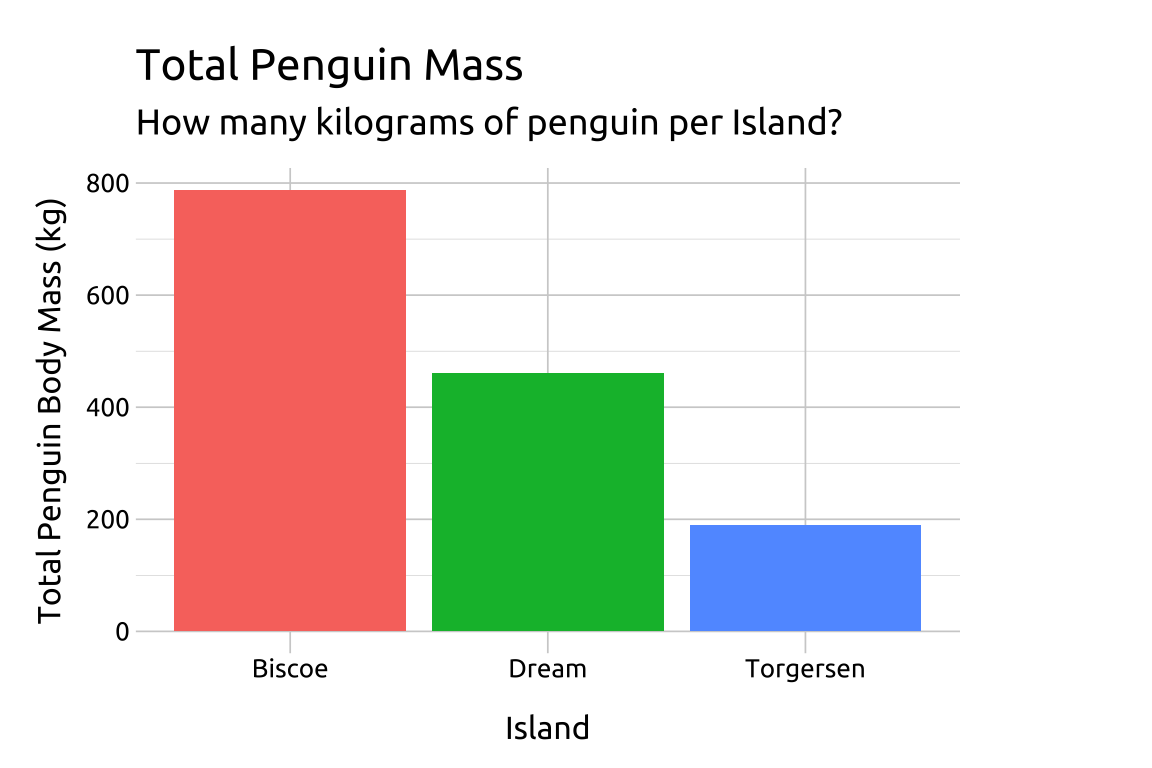 Total Penguin Mass
How many kilograms of penguin per Island?
Total Penguin Body Mass (kg)
800
600
400
200
0
Biscoe
Dream
Torgersen
Island